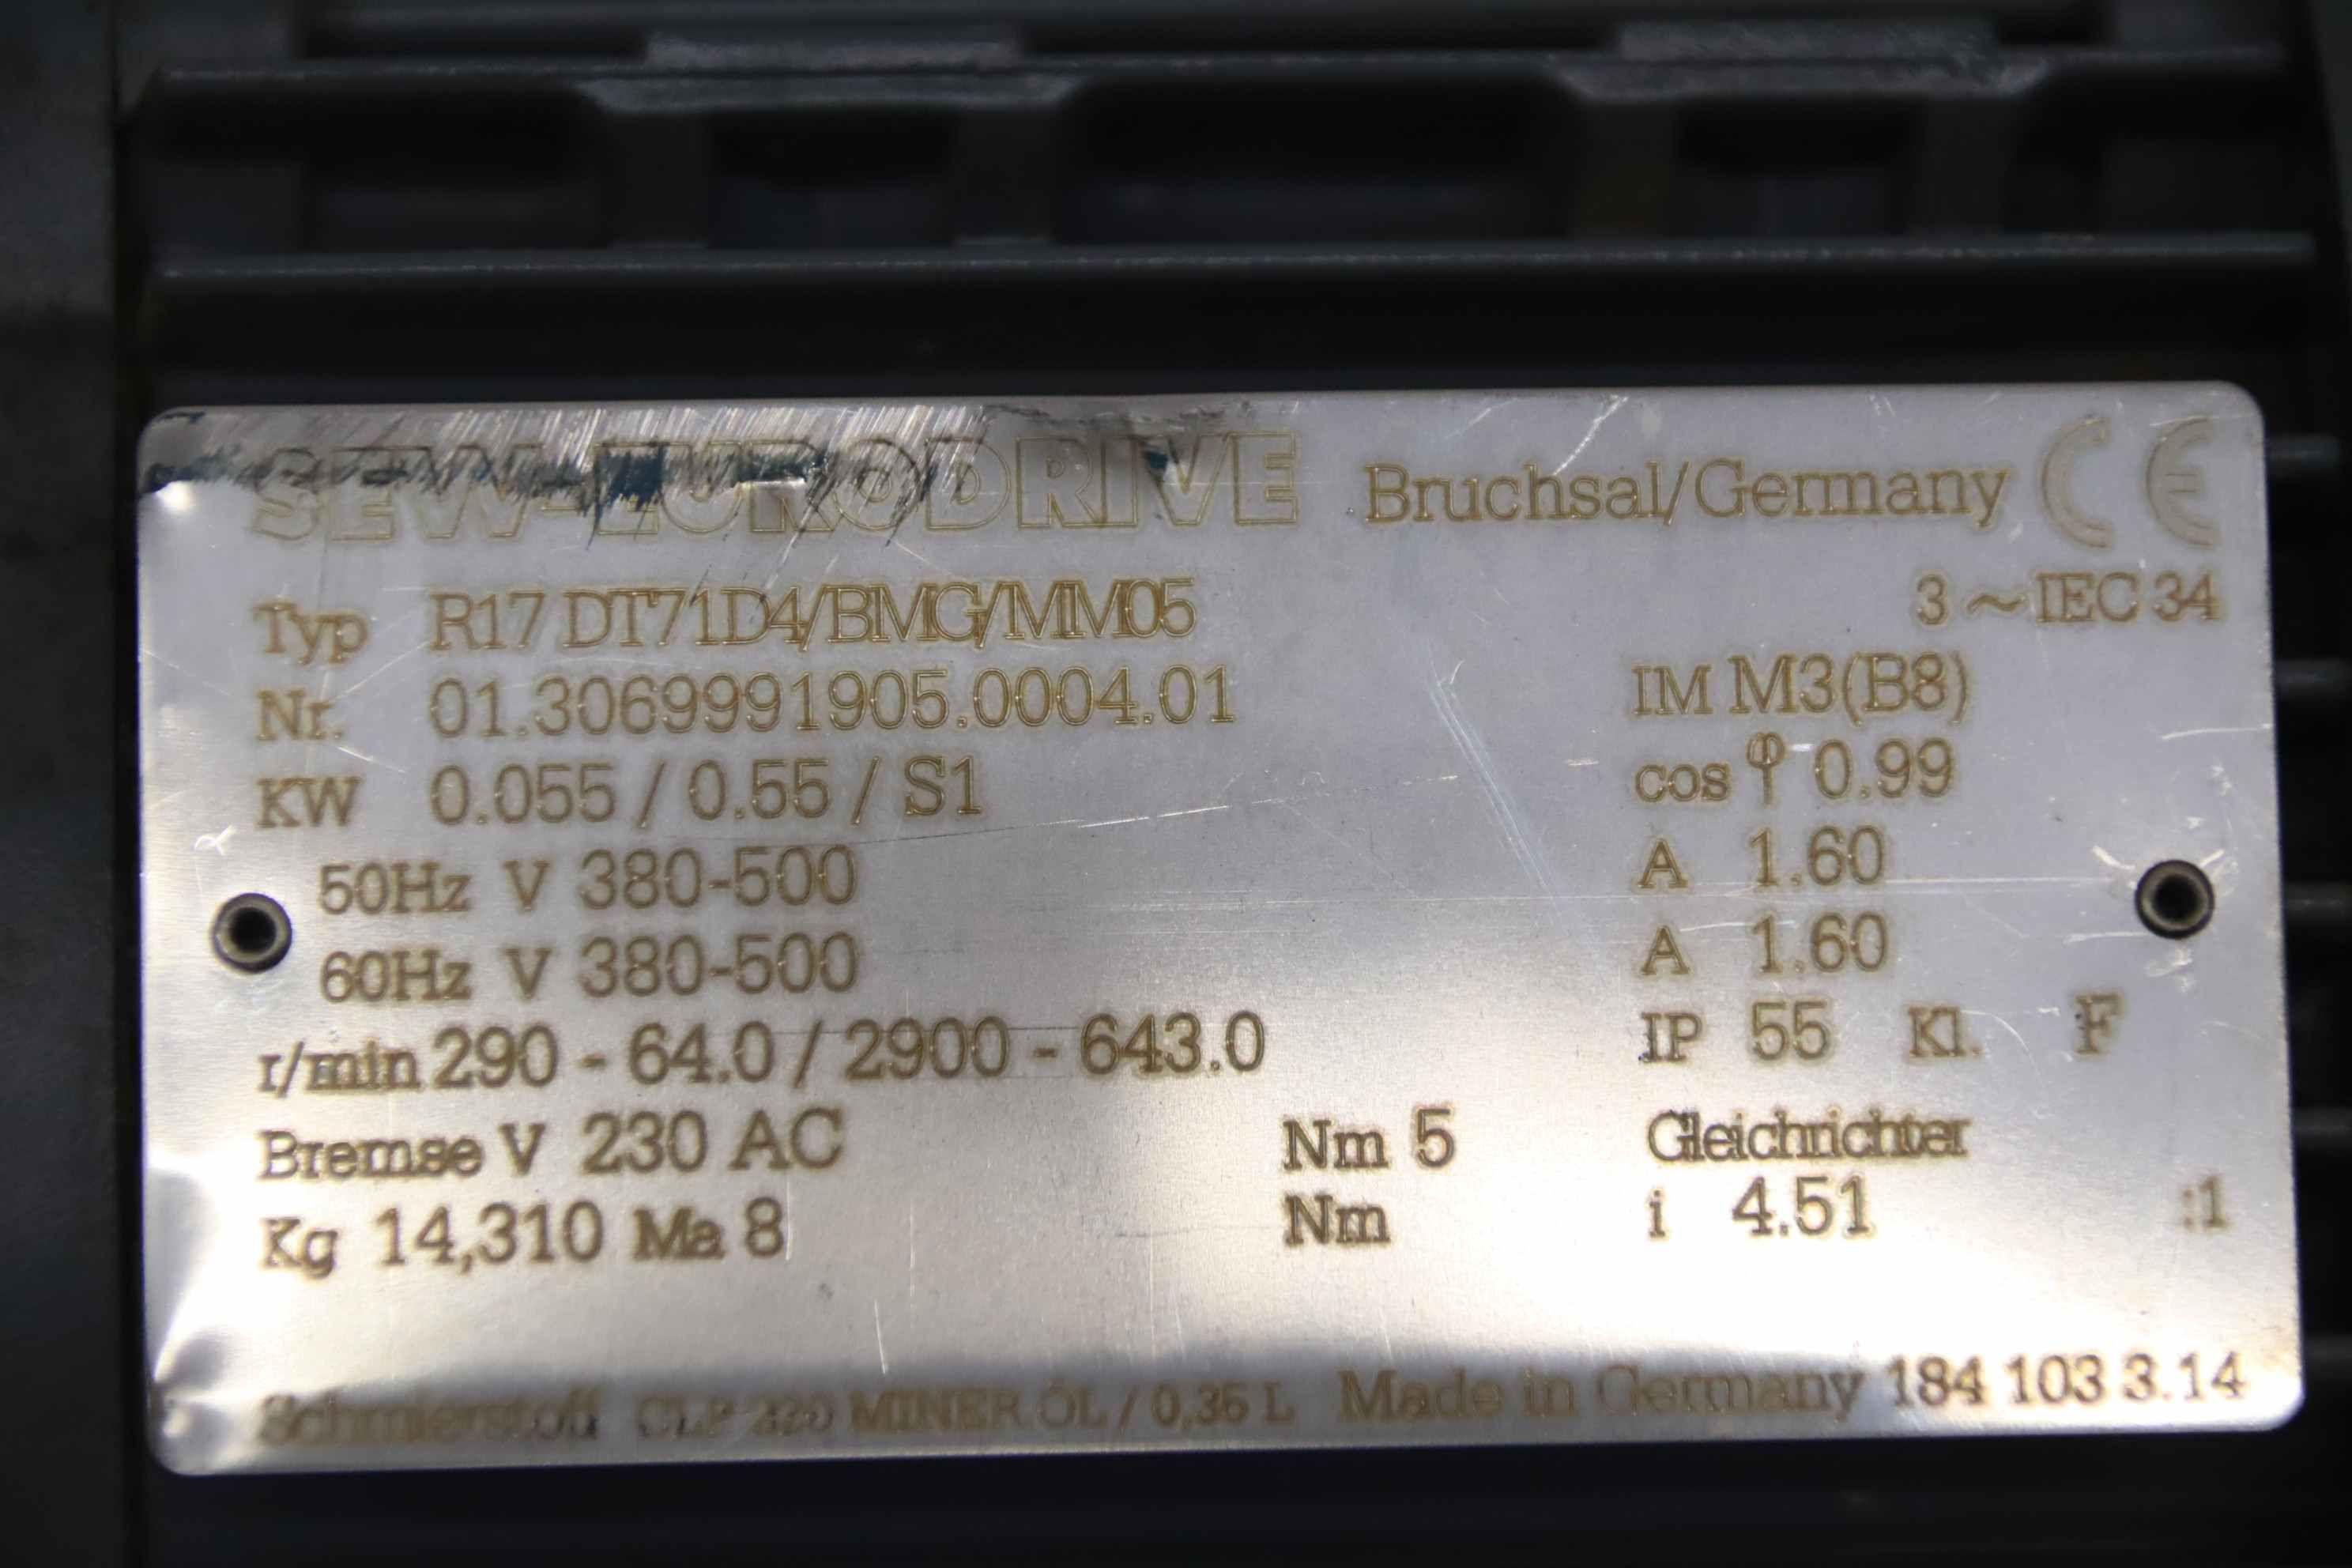 SEW-EURODRIVE Bruchsal/Germany CE
Typ R17 DT71D4/BMG/MM05 3~IEC 34
Nr. 01.3069991905.0004.01 IM M3(B8)
KW 0.055 / 0.55 / S1 cos φ 0.99
50Hz V 380-500 A 1.60
60Hz V 380-500 A 1.60
r/min 290 - 64.0 / 2900 - 643.0 IP 55 Kl. F
Bremse V 230 AC Nm 5 Gleichrichter
Kg 14,310 Ma 8 Nm i 4.51 :1
Schmierstoff CLP 220 MINER.ÖL / 0,35 L Made in Germany 184 103 3.14